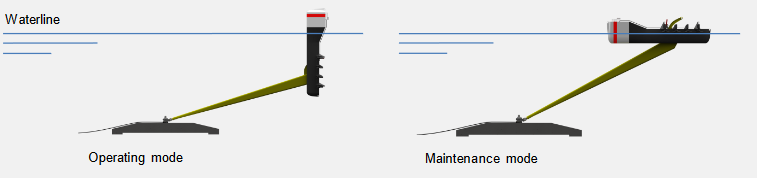 Waterline
Operating mode
Maintenance mode